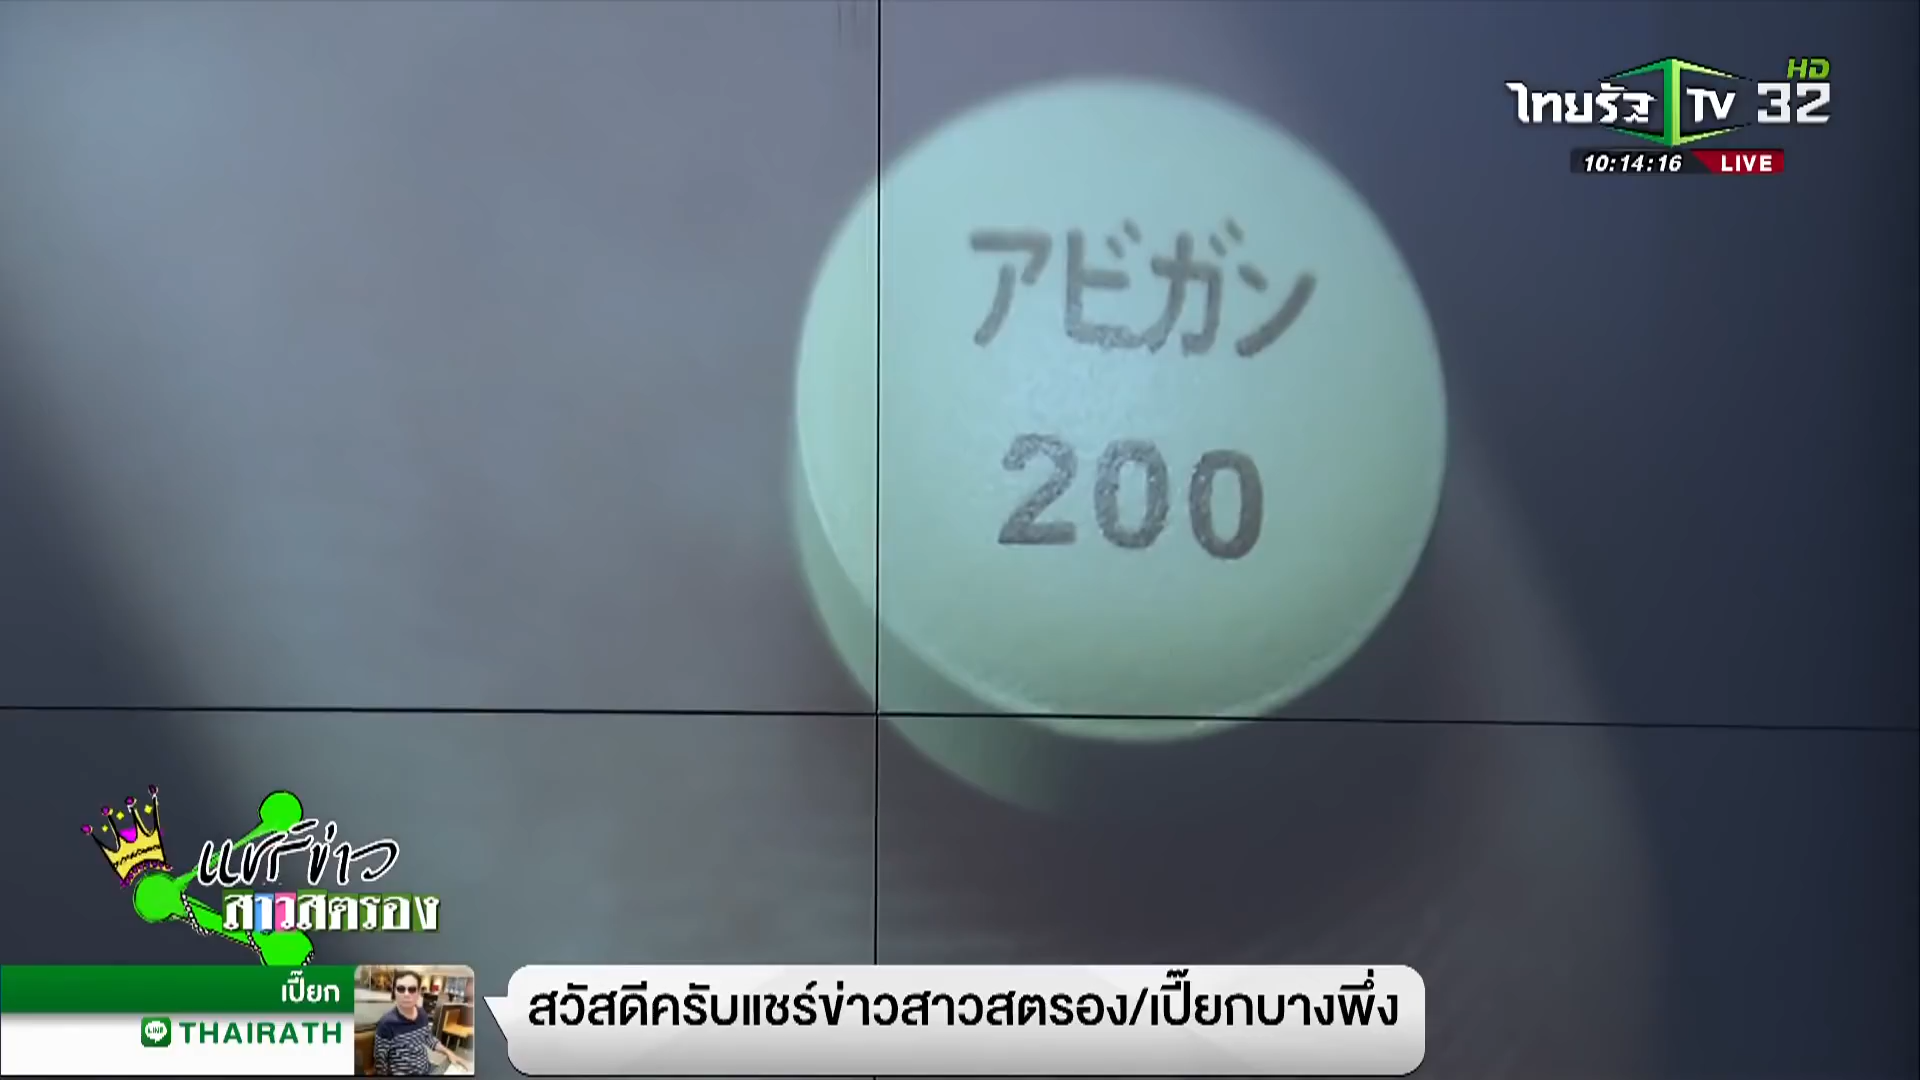 HD
ไทยรัฐ TV 32
10:14:16 LIVE
アビガン
200
แชร์ข่าว
สาวสตรอง
เปี๊ยก
LINE THAIRATH
สวัสดีครับแชร์ข่าวสาวสตรอง/เปี๊ยกบางพึ่ง